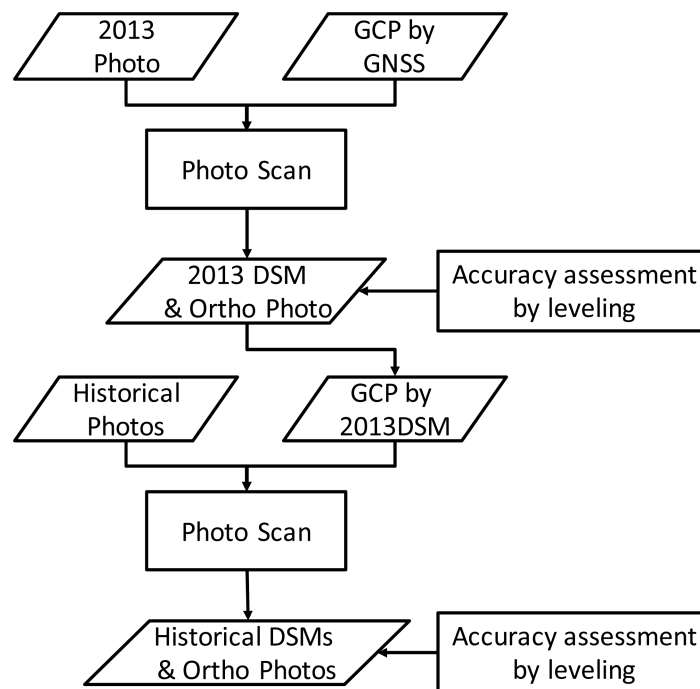 2013
Photo
GCP by
GNSS
Photo Scan
2013 DSM
& Ortho Photo
Accuracy assessment
by leveling
Historical
Photos
GCP by
2013DSM
Photo Scan
Historical DSMs
& Ortho Photos
Accuracy assessment
by leveling